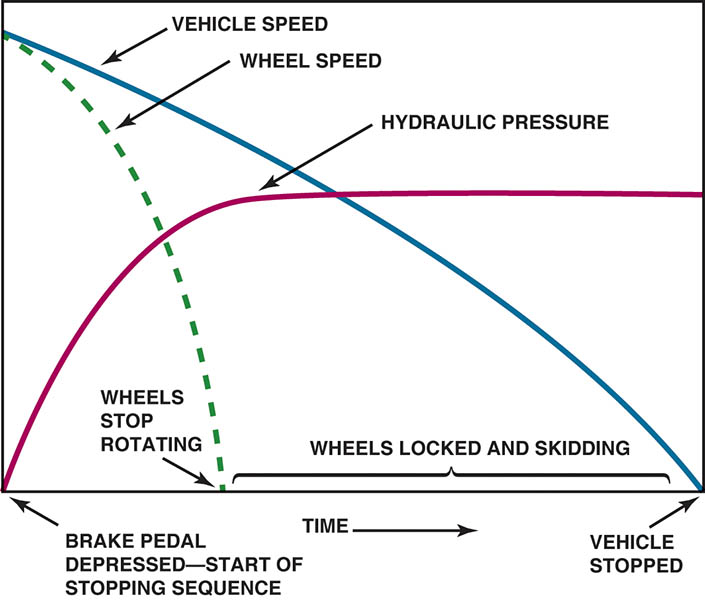 VEHICLE SPEED
WHEEL SPEED
HYDRAULIC PRESSURE
WHEELS
STOP
ROTATING
WHEELS LOCKED AND SKIDDING
TIME
BRAKE PEDAL
DEPRESSED—START OF
STOPPING SEQUENCE
VEHICLE
STOPPED